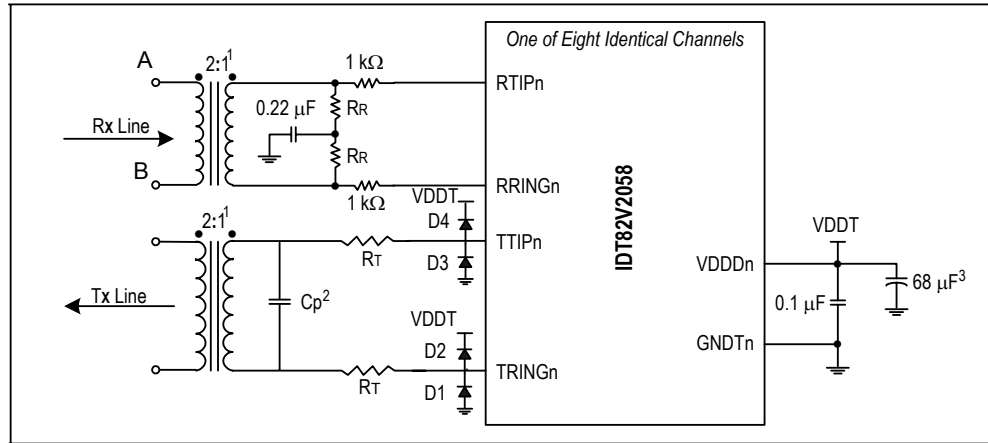 One of Eight Identical Channels
A
2:1¹
1 kΩ
RTIPn
0.22 μF
RR
Rx Line
RR
B
RRINGn
1 kΩ
VDDT
2:1¹
D4
TTIPn
RT
D3
IDT82V2058
VDDT
VDDDn
68 μF³
0.1 μF
Tx Line
Cp²
VDDT
GNDTn
D2
TRINGn
RT
D1